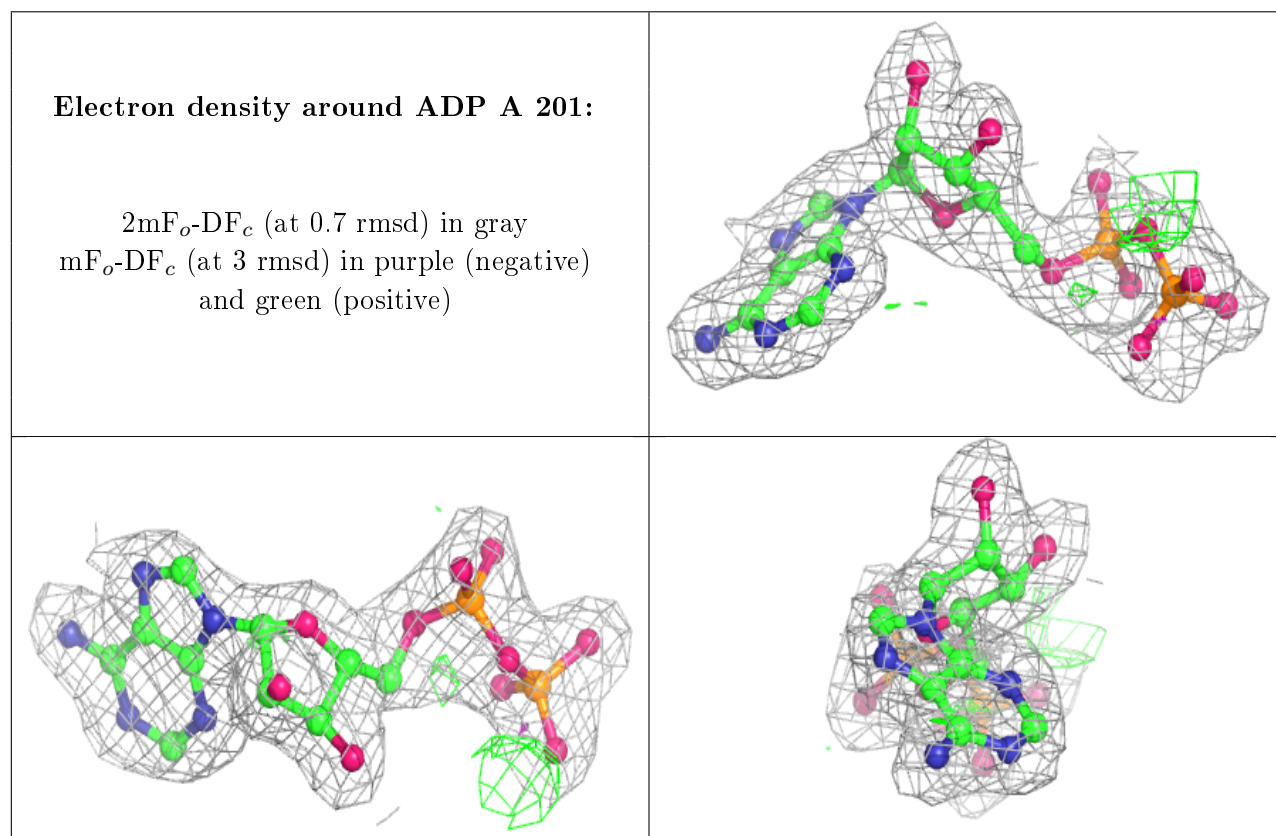 Electron density around ADP A 201:
2mFo-DFc (at 0.7 rmsd) in gray
mFo-DFc (at 3 rmsd) in purple (negative)
and green (positive)